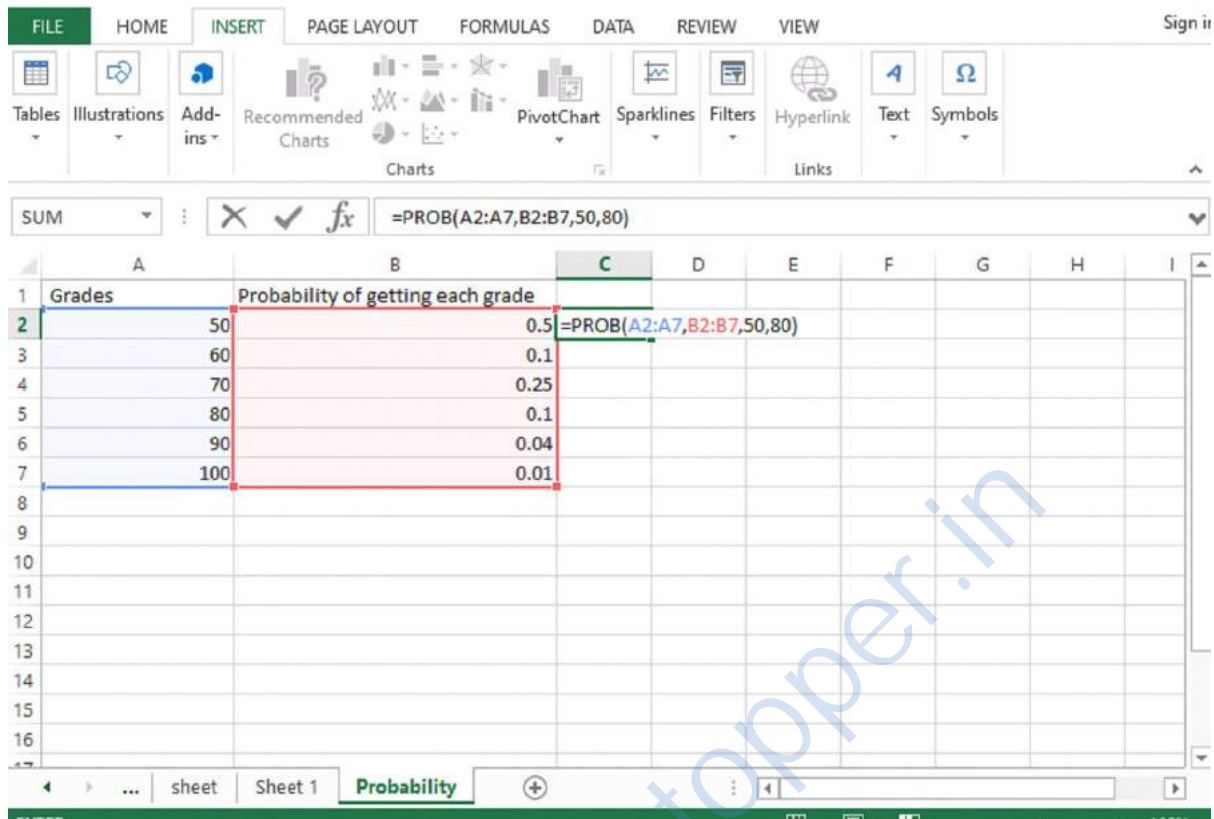 FILE HOME INSERT PAGE LAYOUT FORMULAS DATA REVIEW VIEW Sign in
Tables Illustrations Add-ins Recommended Charts PivotChart Sparklines Filters Hyperlink Text Symbols
Charts Links
SUM fx =PROB(A2:A7,B2:B7,50,80)
A B C D E F G H I
1 Grades Probability of getting each grade
2 50 0.5 =PROB(A2:A7,B2:B7,50,80)
3 60 0.1
4 70 0.25
5 80 0.1
6 90 0.04
7 100 0.01
8
9
10
11
12
13
14
15
16
17
... sheet Sheet 1 Probability
topper.in